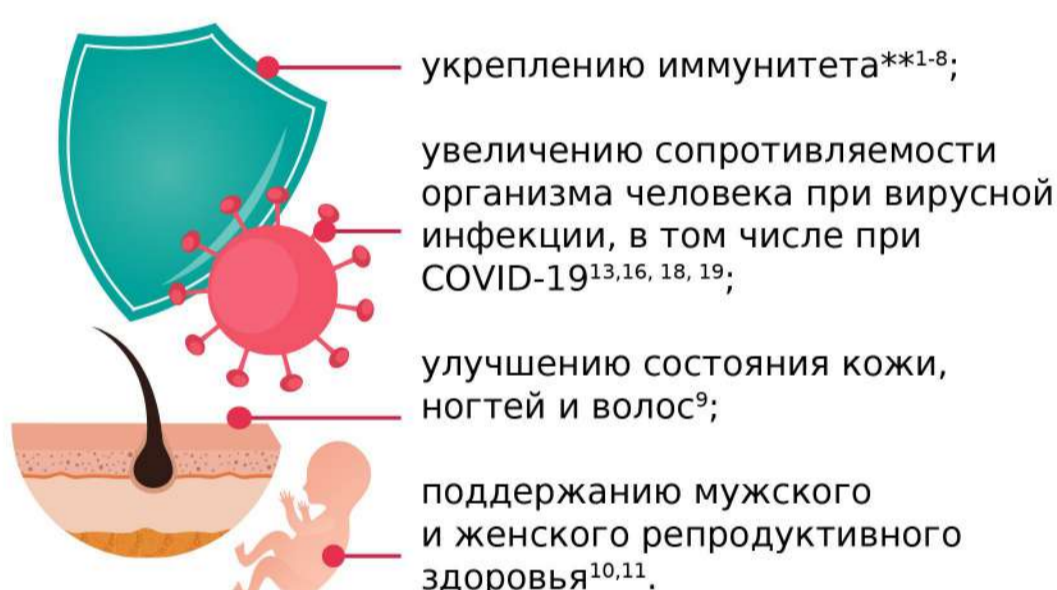 укреплению иммунитета**1-8;
увеличению сопротивляемости
организма человека при вирусной
инфекции, в том числе при
COVID-1913,16, 18, 19;
улучшению состояния кожи,
ногтей и волос9;
поддержанию мужского
и женского репродуктивного
здоровья10,11.